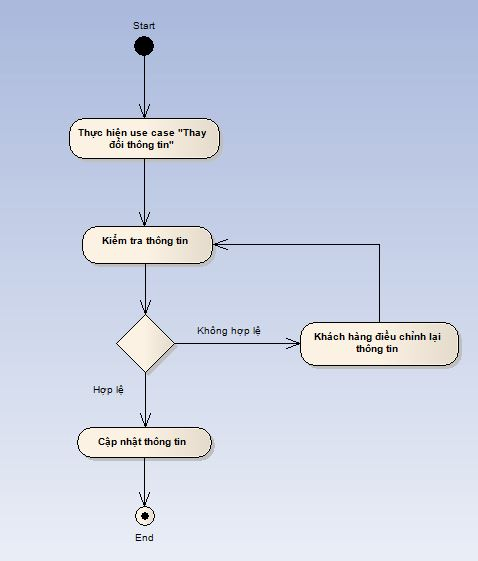 Start
Thực hiện use case "Thay
đổi thông tin"
Kiểm tra thông tin
Không hợp lệ
Khách hàng điều chỉnh lại
thông tin
Hợp lệ
Cập nhật thông tin
End